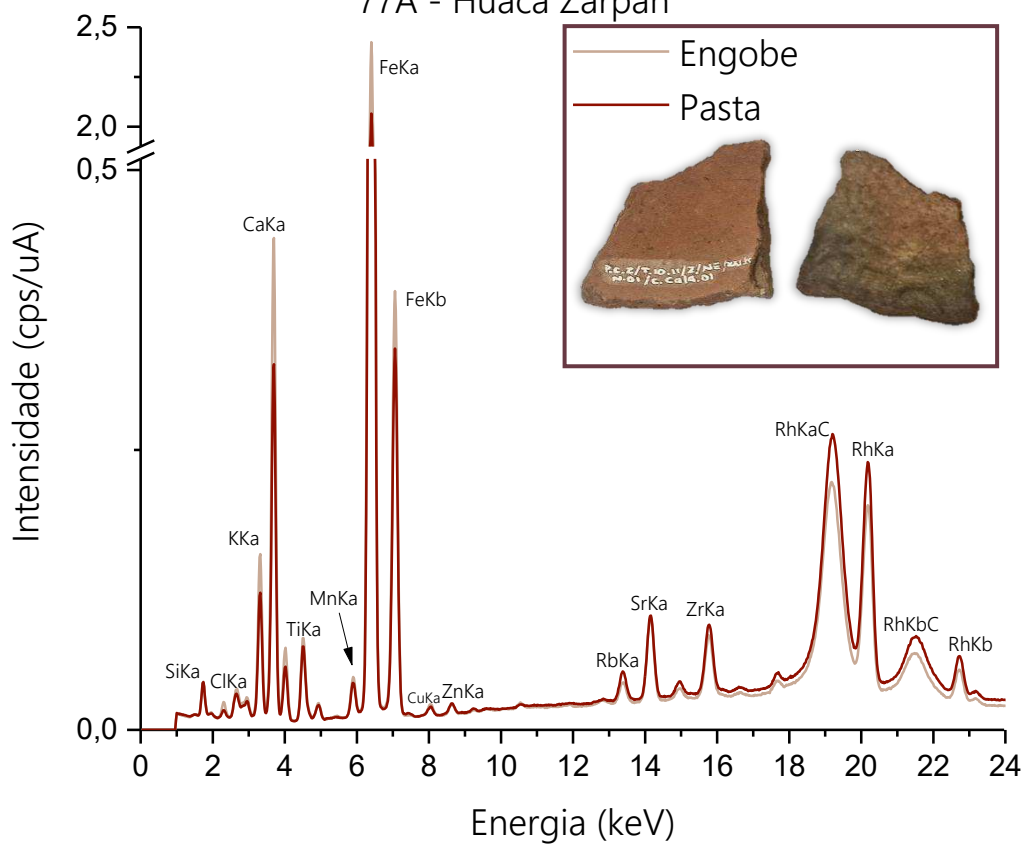 77A - Huaca Zarpán
Engobe
Pasta
Intensidade (cps/uA)
2,5
2,0
0,5
0,0
FeKa
CaKa
FeKb
KKa
MnKa
TiKa
SiKa
ClKa
CuKa
ZnKa
RbKa
SrKa
ZrKa
RhKaC
RhKa
RhKbC
RhKb
0 2 4 6 8 10 12 14 16 18 20 22 24
Energia (keV)